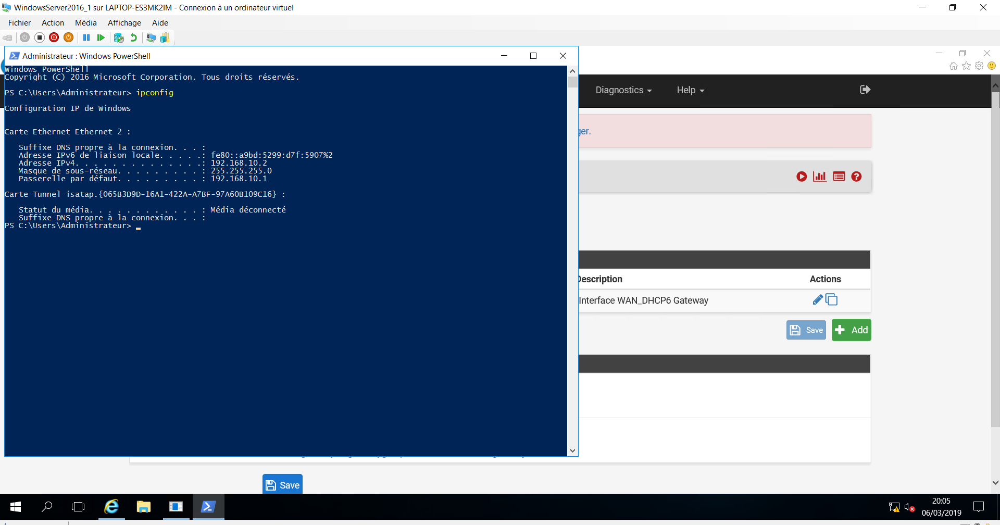 WindowsServer2016_1 sur LAPTOP-ES3MK2IM - Connexion à un ordinateur virtuel
Fichier Action Média Affichage Aide
Administrateur : Windows PowerShell
Windows PowerShell
Copyright (C) 2016 Microsoft Corporation. Tous droits réservés.
PS C:\Users\Administrateur> ipconfig
Configuration IP de Windows
Carte Ethernet Ethernet 2 :
Suffixe DNS propre à la connexion. . . :
Adresse IPv6 de liaison locale. . . . .: fe80::a9bd:5299:d7f:5907%2
Adresse IPv4. . . . . . . . . . . . . .: 192.168.10.2
Masque de sous-réseau. . . . . . . . . : 255.255.255.0
Passerelle par défaut. . . . . . . . . : 192.168.10.1
Carte Tunnel isatap.{065B3D9D-16A1-422A-A7BF-97A60B109C16} :
Statut du média. . . . . . . . . . . . : Média déconnecté
Suffixe DNS propre à la connexion. . . :
PS C:\Users\Administrateur>
Diagnostics Help
ger.
Description Actions
Interface WAN_DHCP6 Gateway
Save Add
Save
20:05
06/03/2019